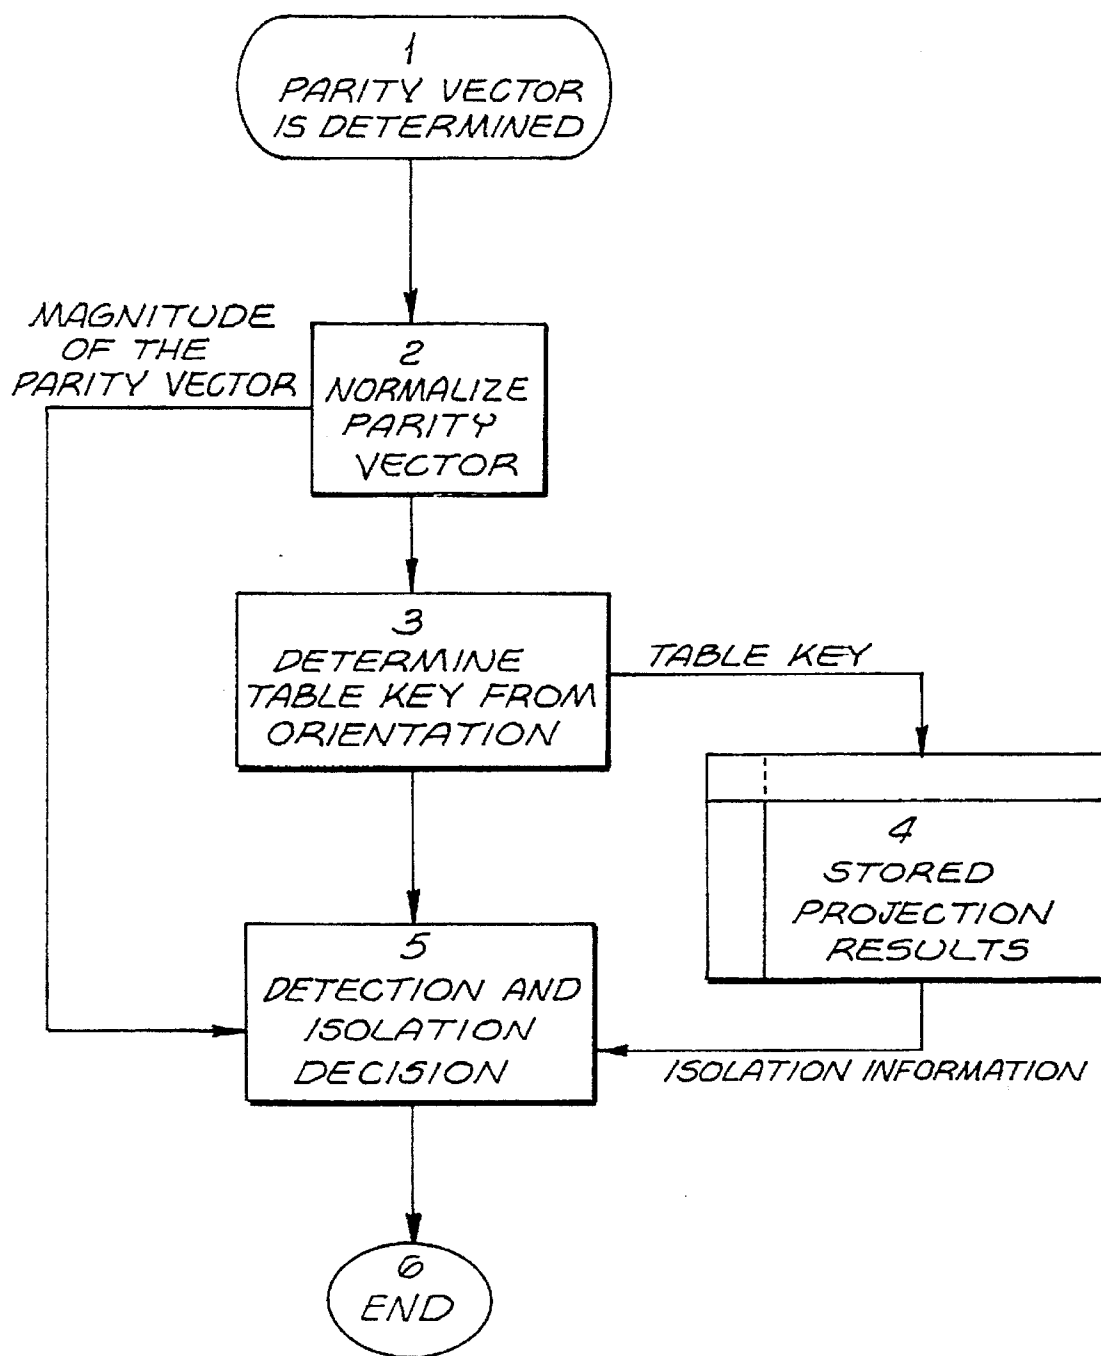 1
PARITY VECTOR
IS DETERMINED
MAGNITUDE
OF THE
PARITY VECTOR
2
NORMALIZE
PARITY
VECTOR
3
DETERMINE
TABLE KEY FROM
ORIENTATION
TABLE KEY
4
STORED
PROJECTION
RESULTS
5
DETECTION AND
ISOLATION
DECISION
ISOLATION INFORMATION
6
END